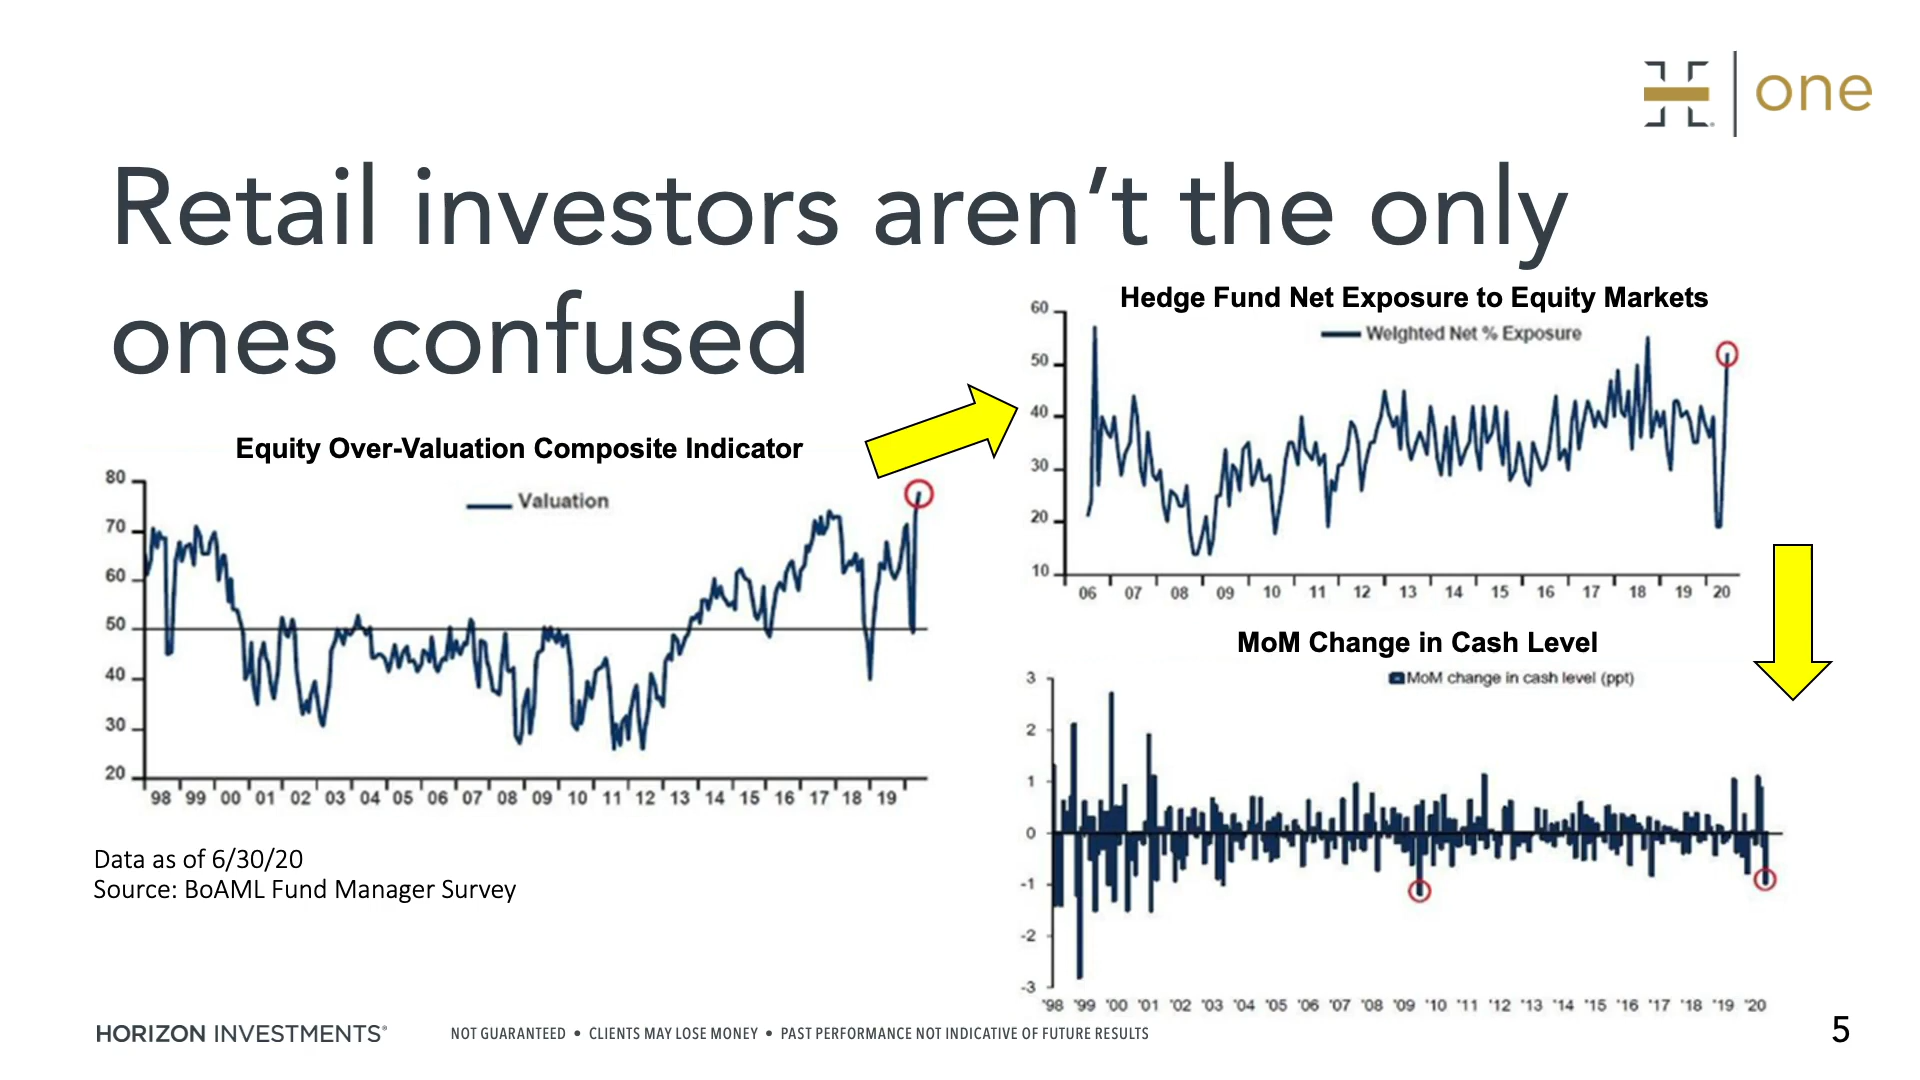 one
Retail investors aren’t the only
ones confused
Equity Over-Valuation Composite Indicator
Valuation
80
70
60
50
40
30
20
98 99 00 01 02 03 04 05 06 07 08 09 10 11 12 13 14 15 16 17 18 19
Hedge Fund Net Exposure to Equity Markets
Weighted Net % Exposure
60
50
40
30
20
10
06 07 08 09 10 11 12 13 14 15 16 17 18 19 20
MoM Change in Cash Level
MoM change in cash level (ppt)
3
2
1
0
-1
-2
-3
'98 '99 '00 '01 '02 '03 '04 '05 '06 '07 '08 '09 '10 '11 '12 '13 '14 '15 '16 '17 '18 '19 '20
Data as of 6/30/20
Source: BoAML Fund Manager Survey
HORIZON INVESTMENTS®
NOT GUARANTEED • CLIENTS MAY LOSE MONEY • PAST PERFORMANCE NOT INDICATIVE OF FUTURE RESULTS
5